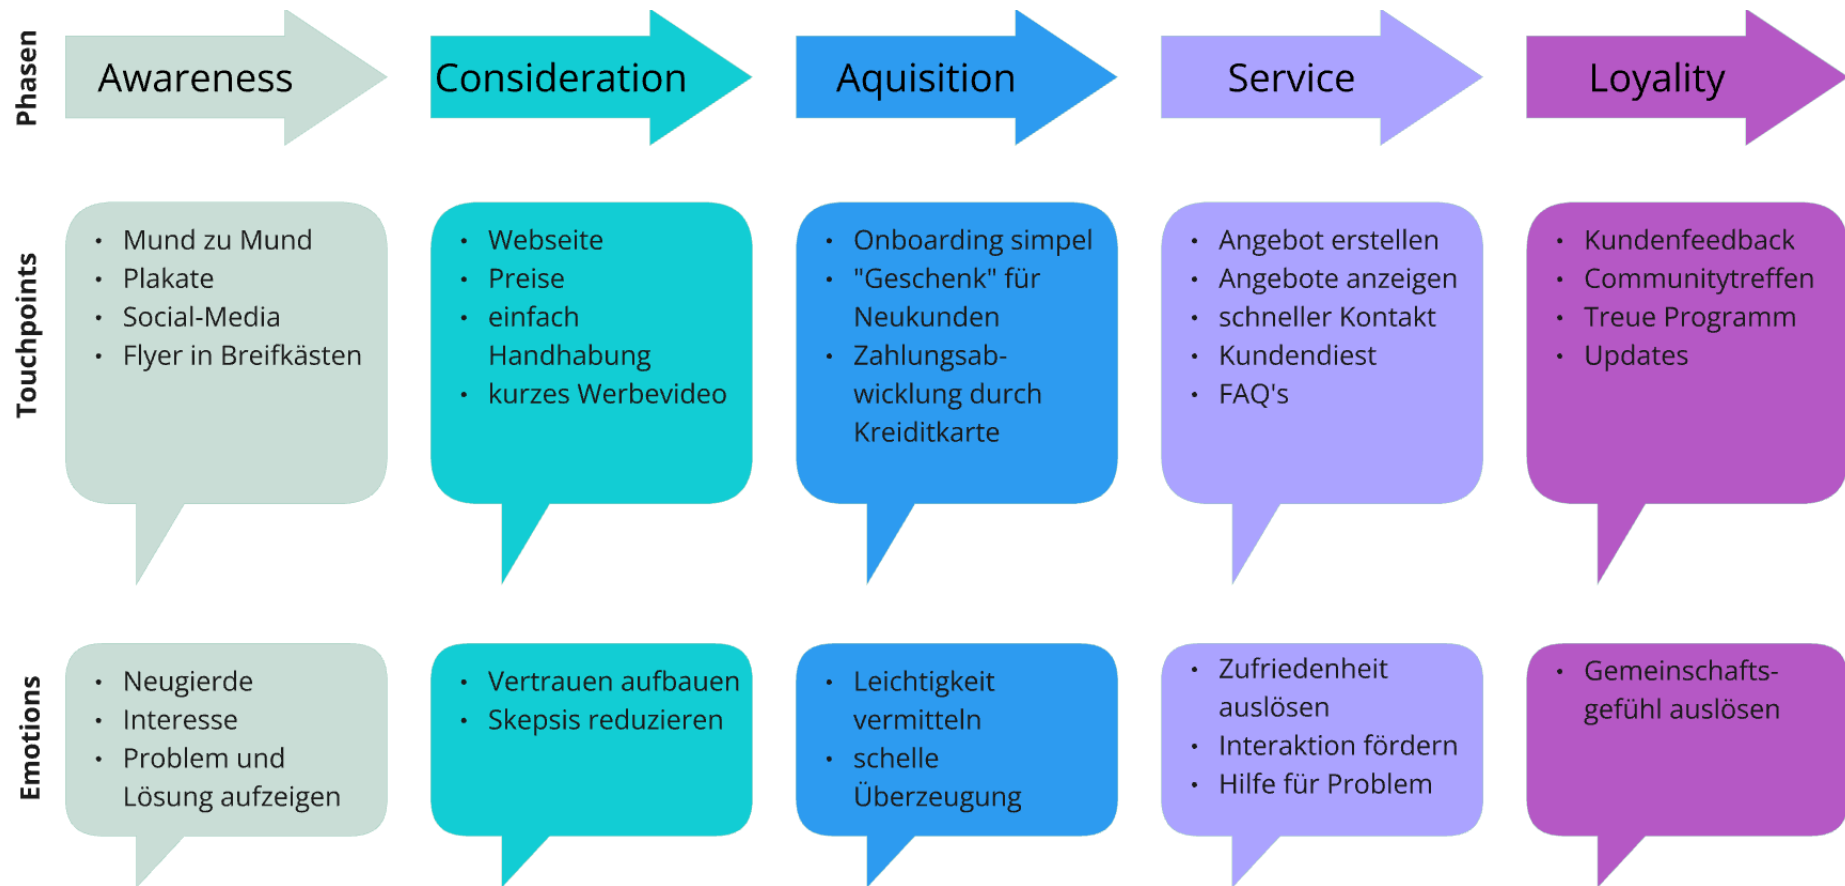 Phasen
Awareness
Consideration
Aquisition
Service
Loyality
Touchpoints
• Mund zu Mund
• Plakate
• Social-Media
• Flyer in Breifkästen
• Webseite
• Preise
• einfach
Handhabung
• kurzes Werbevideo
• Onboarding simpel
• "Geschenk" für
Neukunden
• Zahlungsab-
wicklung durch
Kreiditkarte
• Angebot erstellen
• Angebote anzeigen
• schneller Kontakt
• Kundendiest
• FAQ's
• Kundenfeedback
• Communitytreffen
• Treue Programm
• Updates
Emotions
• Neugierde
• Interesse
• Problem und
Lösung aufzeigen
• Vertrauen aufbauen
• Skepsis reduzieren
• Leichtigkeit
vermitteln
• schelle
Überzeugung
• Zufriedenheit
auslösen
• Interaktion fördern
• Hilfe für Problem
• Gemeinschafts-
gefühl auslösen